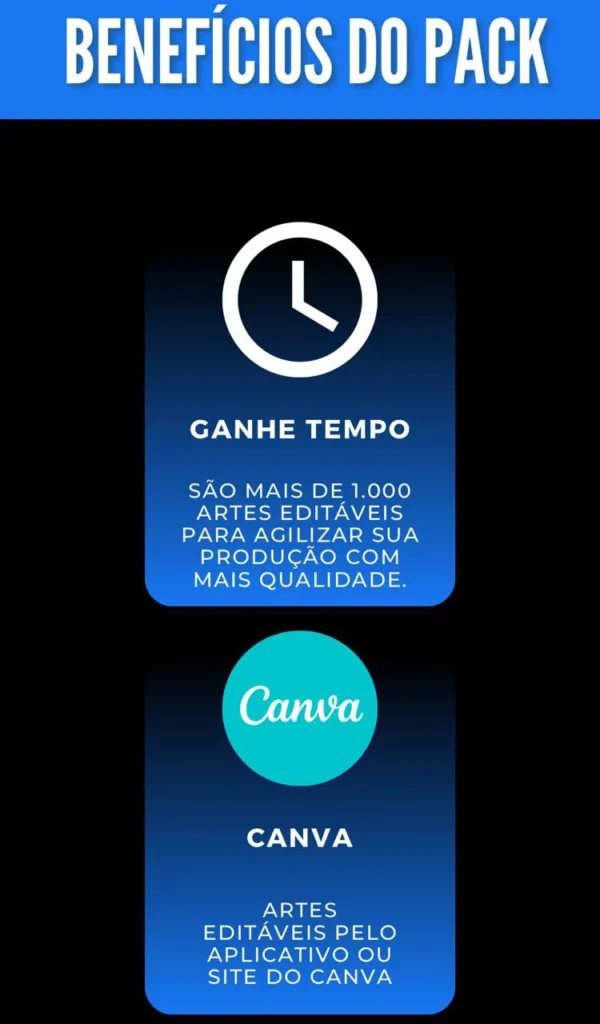 BENEFÍCIOS DO PACK
GANHE TEMPO
SÃO MAIS DE 1.000
ARTES EDITÁVEIS
PARA AGILIZAR SUA
PRODUÇÃO COM
MAIS QUALIDADE.
Canva
CANVA
ARTES
EDITÁVEIS PELO
APLICATIVO OU
SITE DO CANVA